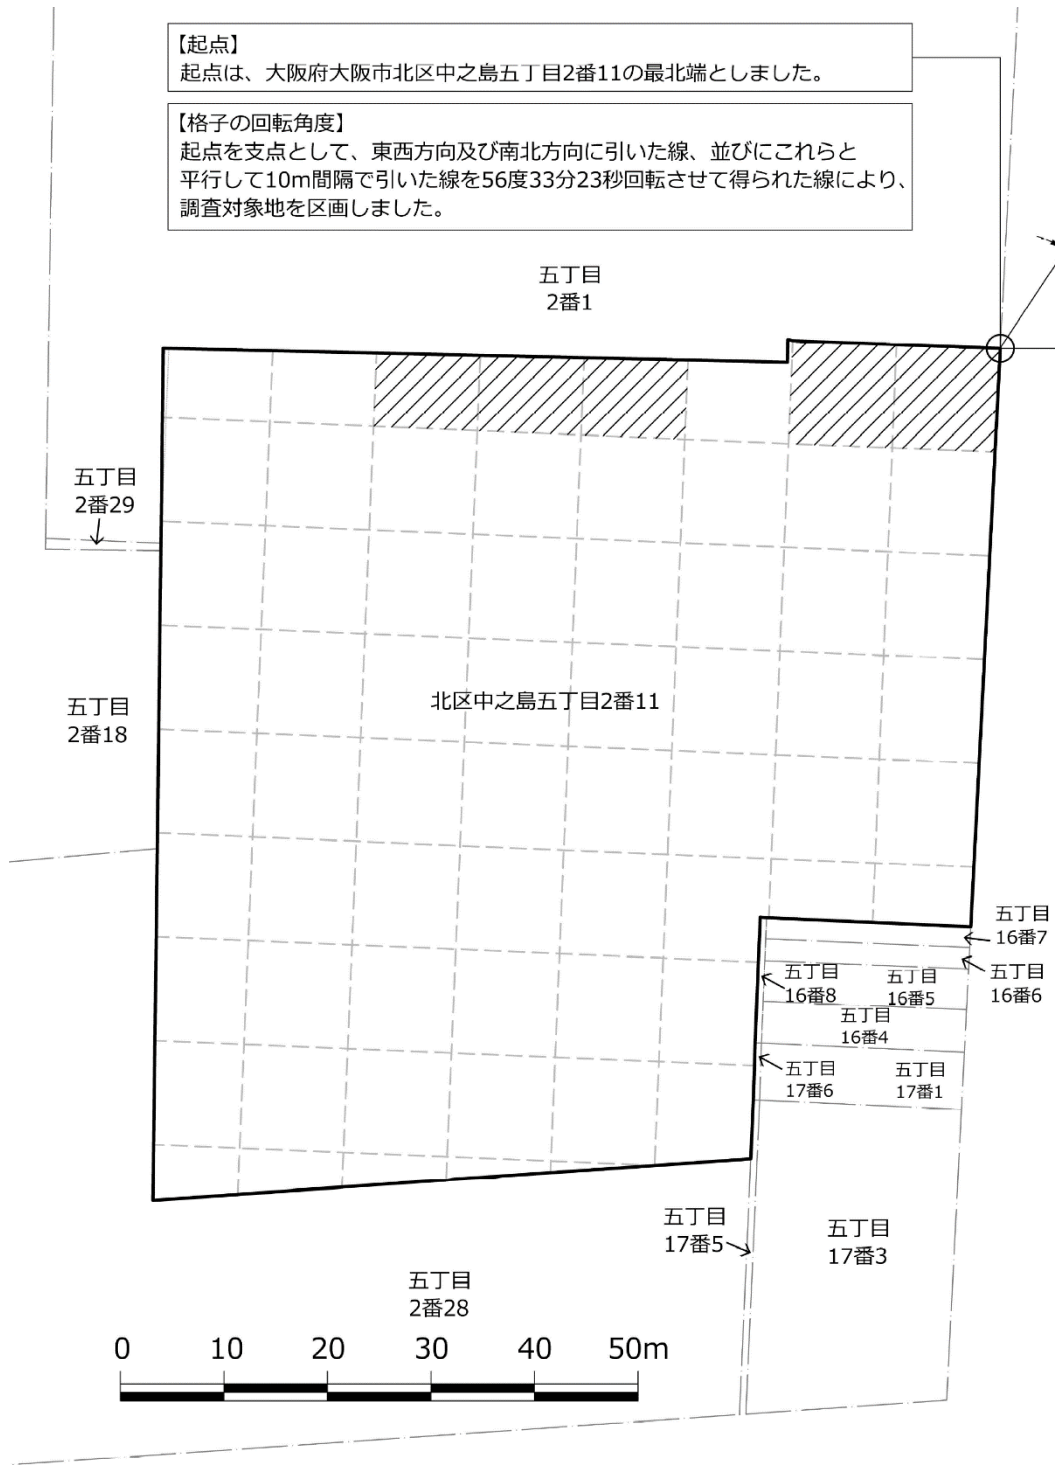 【起点】
起点は、大阪府大阪市北区中之島五丁目2番11の最北端としました。
【格子の回転角度】
起点を支点として、東西方向及び南北方向に引いた線、並びにこれらと
平行して10m間隔で引いた線を56度33分23秒回転させて得られた線により、
調査対象地を区画しました。
五丁目
2番1
五丁目
2番29
五丁目
2番18
北区中之島五丁目2番11
五丁目
16番7
五丁目
16番6
五丁目
16番8
五丁目
16番5
五丁目
16番4
五丁目
17番6
五丁目
17番1
五丁目
17番5
五丁目
17番3
五丁目
2番28
0 10 20 30 40 50m